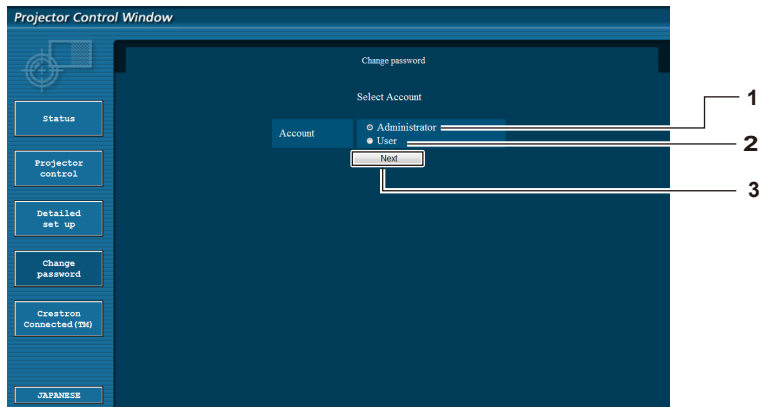 Projector Control Window
Change password
Select Account
Account
Administrator
User
Next
Status
Projector
control
Detailed
set up
Change
password
Crestron
Connected(TM)
JAPANESE
1
2
3